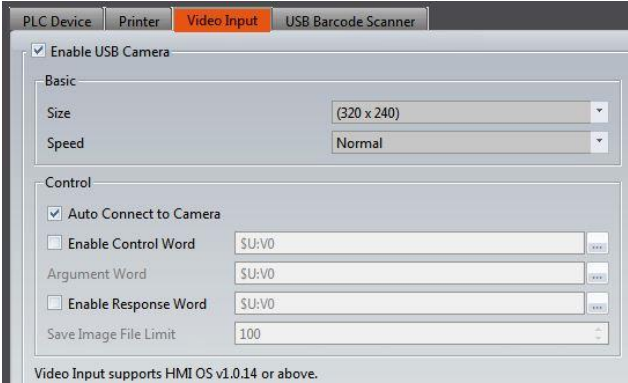 PLC Device Printer Video Input USB Barcode Scanner
Enable USB Camera
Basic
Size (320 x 240)
Speed Normal
Control
Auto Connect to Camera
Enable Control Word $U:V0 ...
Argument Word $U:V0
Enable Response Word $U:V0 ...
Save Image File Limit 100
Video Input supports HMI OS v1.0.14 or above.